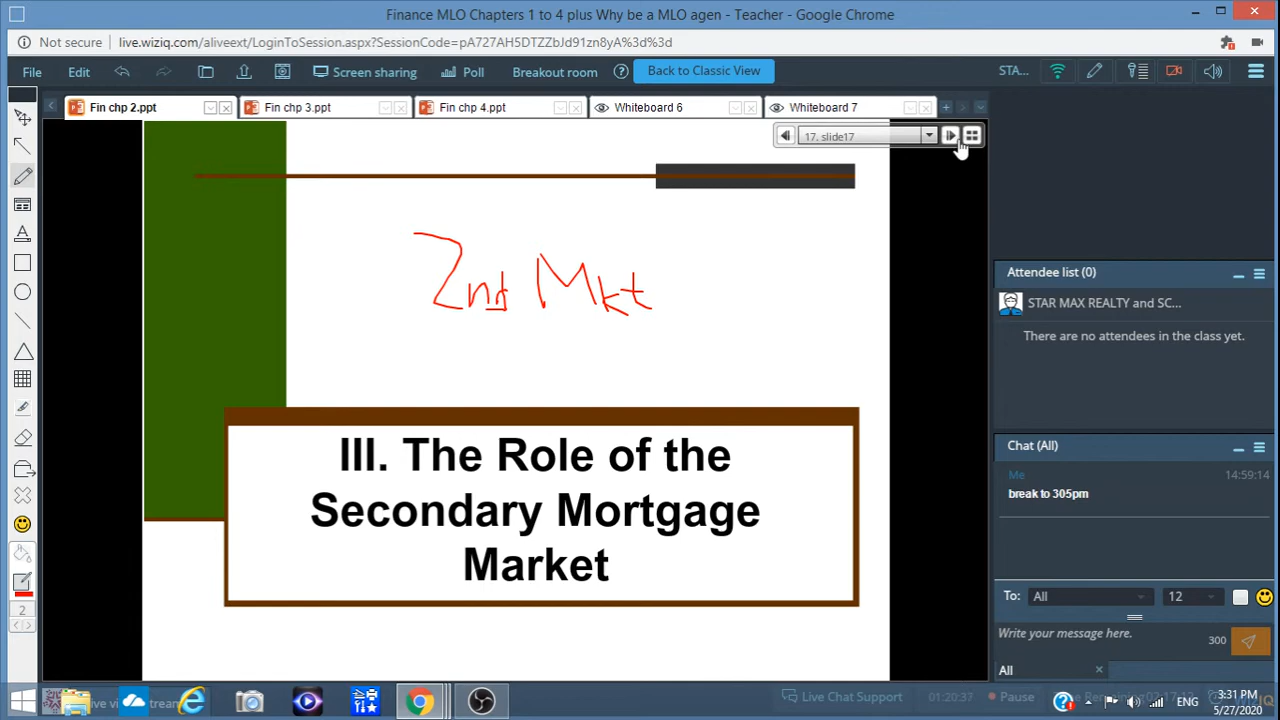 Finance MLO Chapters 1 to 4 plus Why be a MLO agen - Teacher - Google Chrome
Not secure | live.wiziq.com/aliveext/LoginToSession.aspx?SessionCode=pA727AH5DTZZbJd91zn8yA%3d%3d
File Edit Screen sharing Poll Breakout room ? Back to Classic View STA...
Fin chp 2.ppt Fin chp 3.ppt Fin chp 4.ppt Whiteboard 6 Whiteboard 7
17. slide17
2nd Mkt
III. The Role of the
Secondary Mortgage
Market
Attendee list (0)
STAR MAX REALTY and SC...
There are no attendees in the class yet.
Chat (All)
Me 14:59:14
break to 305pm
To: All 12
Write your message here. 300
All
2
Live Chat Support 01:20:37 Pause
ENG
3:31 PM
5/27/2020